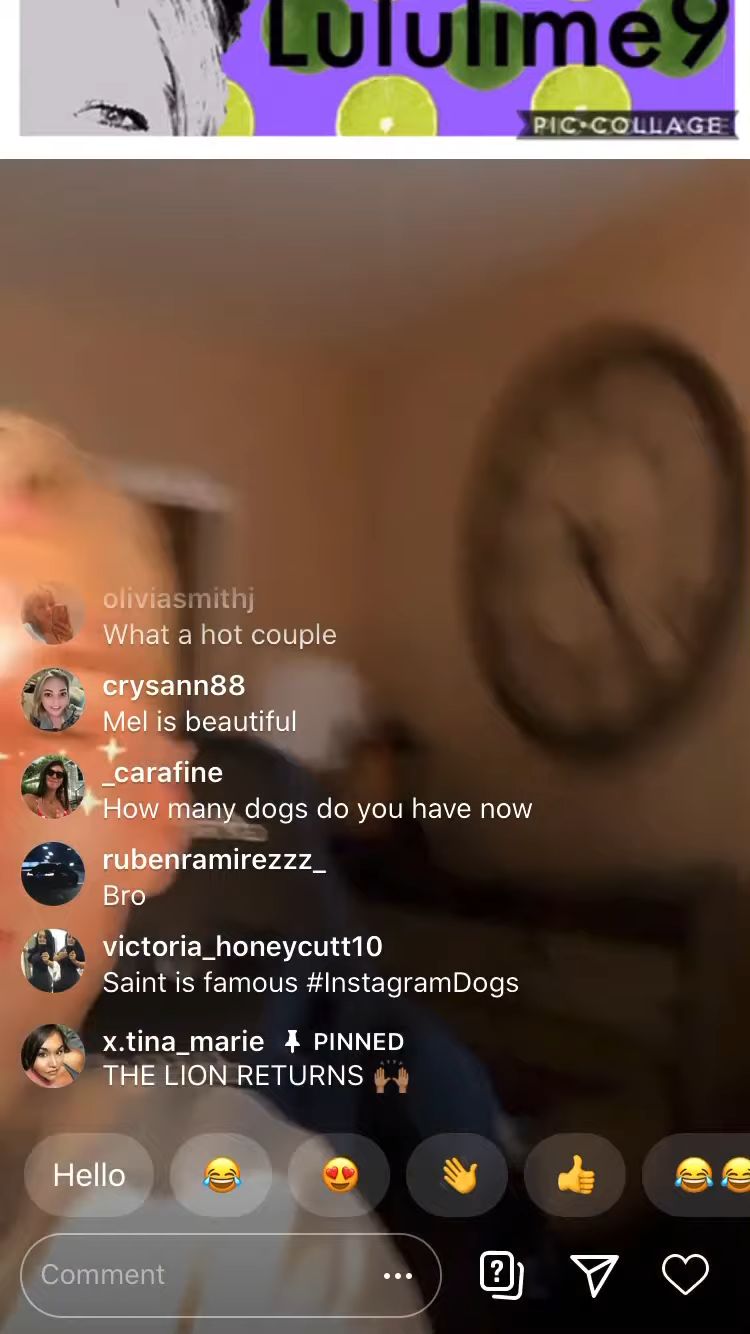 Lululime9
PIC•COLLAGE
oliviasmithj
What a hot couple
crysann88
Mel is beautiful
_carafine
How many dogs do you have now
rubenramirezzz_
Bro
victoria_honeycutt10
Saint is famous #InstagramDogs
x.tina_marie PINNED
THE LION RETURNS 🙌🏽
Hello 😂 😍 👋 👍 😂😂
Comment